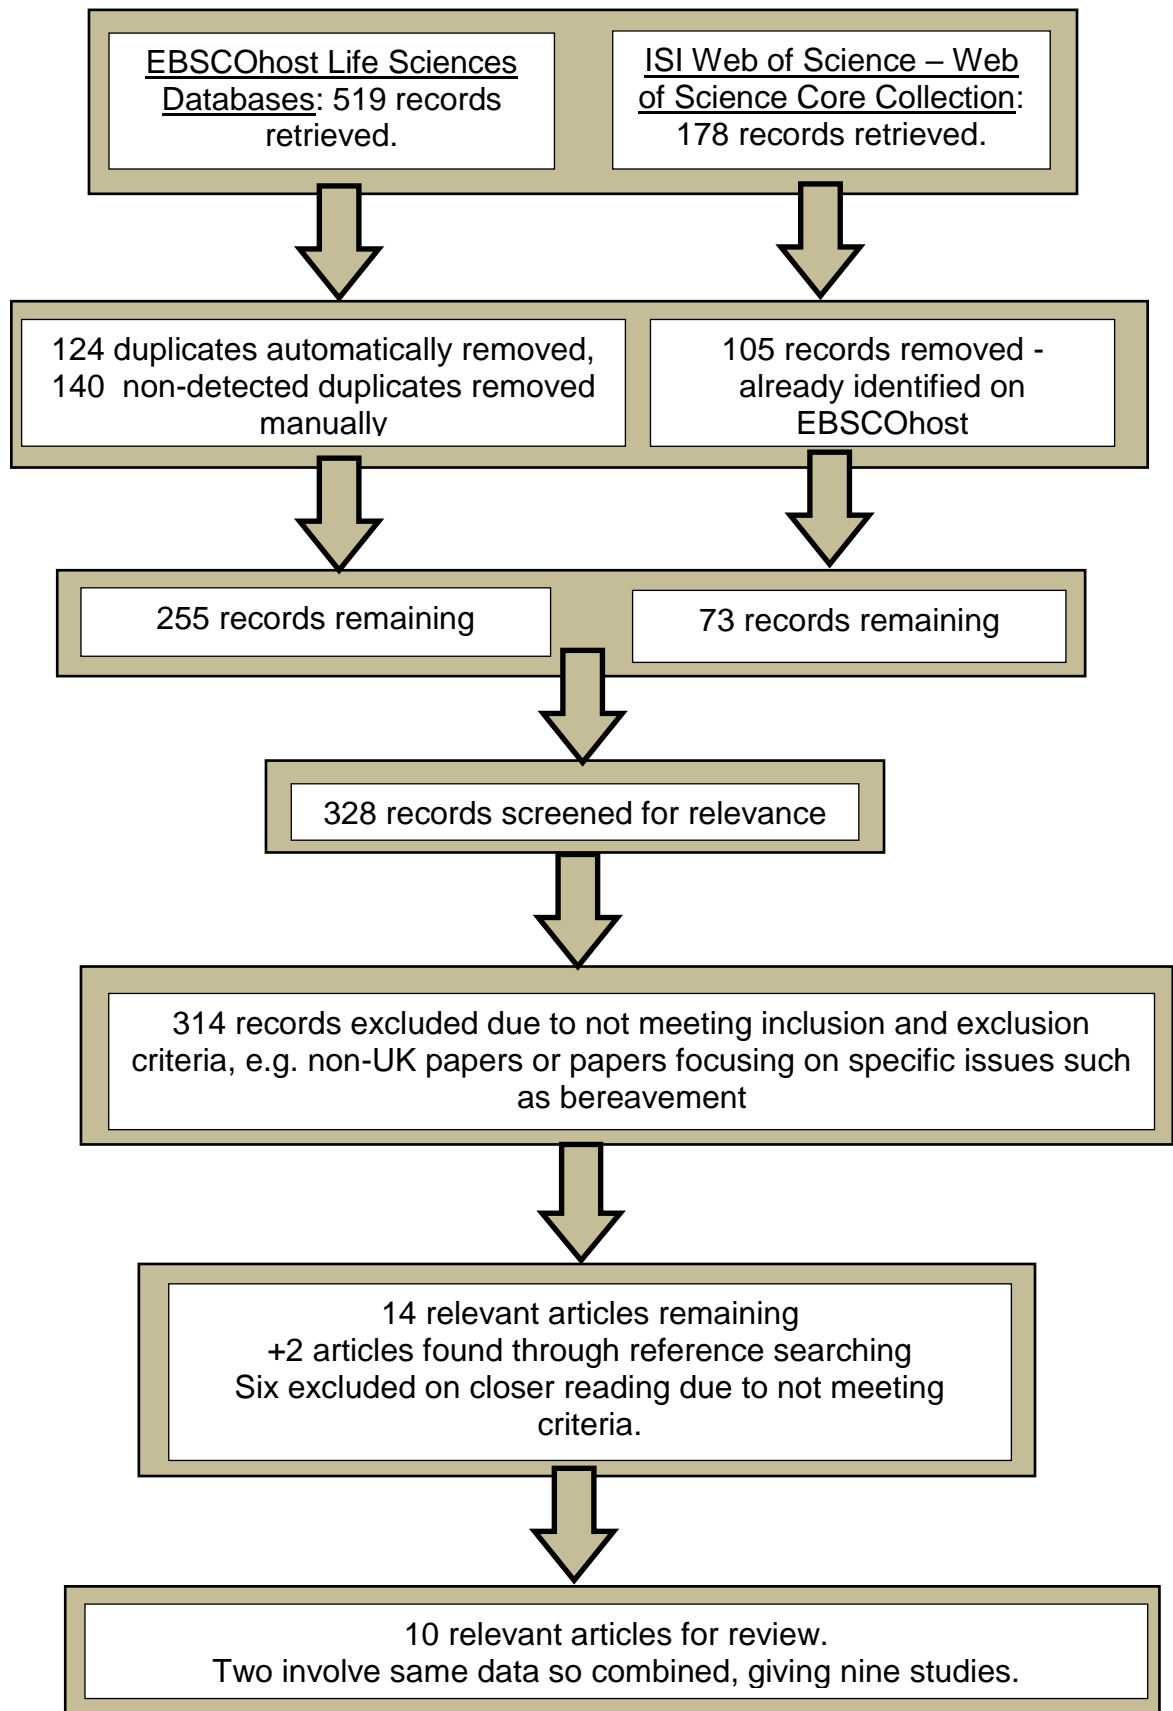 EBSCOhost Life Sciences
Databases: 519 records
retrieved.
ISI Web of Science – Web
of Science Core Collection:
178 records retrieved.
124 duplicates automatically removed,
140  non-detected duplicates removed
manually
105 records removed -
already identified on
EBSCOhost
255 records remaining
73 records remaining
328 records screened for relevance
314 records excluded due to not meeting inclusion and exclusion
criteria, e.g. non-UK papers or papers focusing on specific issues such
as bereavement
14 relevant articles remaining
+2 articles found through reference searching
Six excluded on closer reading due to not meeting
criteria.
10 relevant articles for review.
Two involve same data so combined, giving nine studies.